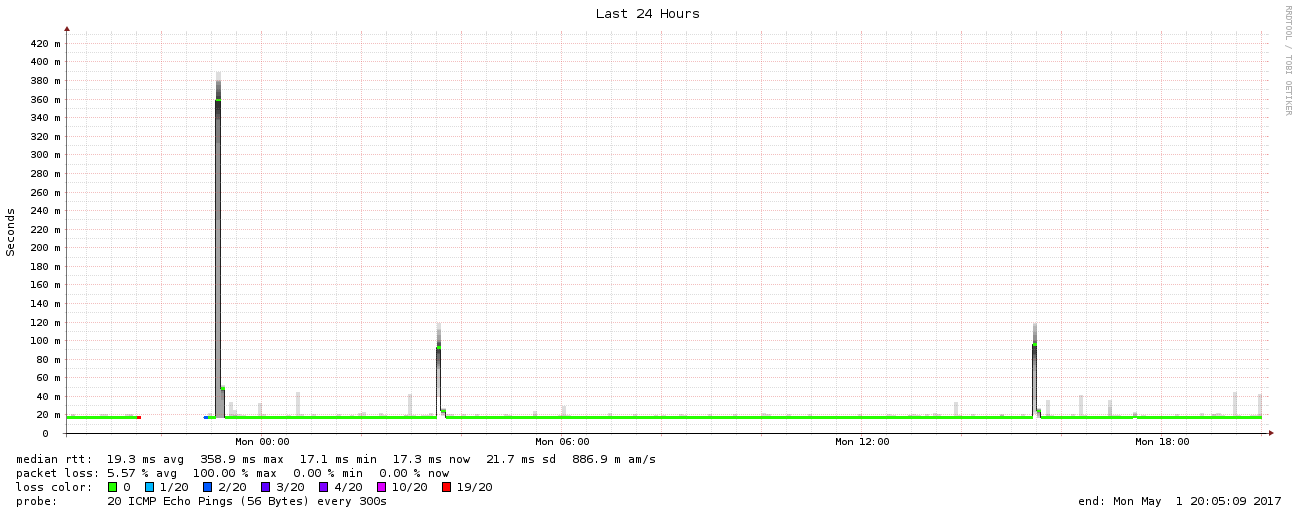 Last 24 Hours
RRDTOOL / TOBI OETIKER
Seconds
420 m
400 m
380 m
360 m
340 m
320 m
300 m
280 m
260 m
240 m
220 m
200 m
180 m
160 m
140 m
120 m
100 m
80 m
60 m
40 m
20 m
0
Mon 00:00 Mon 06:00 Mon 12:00 Mon 18:00
median rtt: 19.3 ms avg 358.9 ms max 17.1 ms min 17.3 ms now 21.7 ms sd 886.9 m am/s
packet loss: 5.57 % avg 100.00 % max 0.00 % min 0.00 % now
loss color: 0 1/20 2/20 3/20 4/20 10/20 19/20
probe: 20 ICMP Echo Pings (56 Bytes) every 300s end: Mon May 1 20:05:09 2017